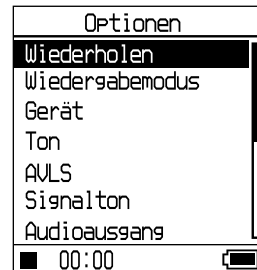 Optionen
Wiederholen
Wiedergabemodus
Gerät
Ton
AVLS
Signalton
Audioausgang
00:00